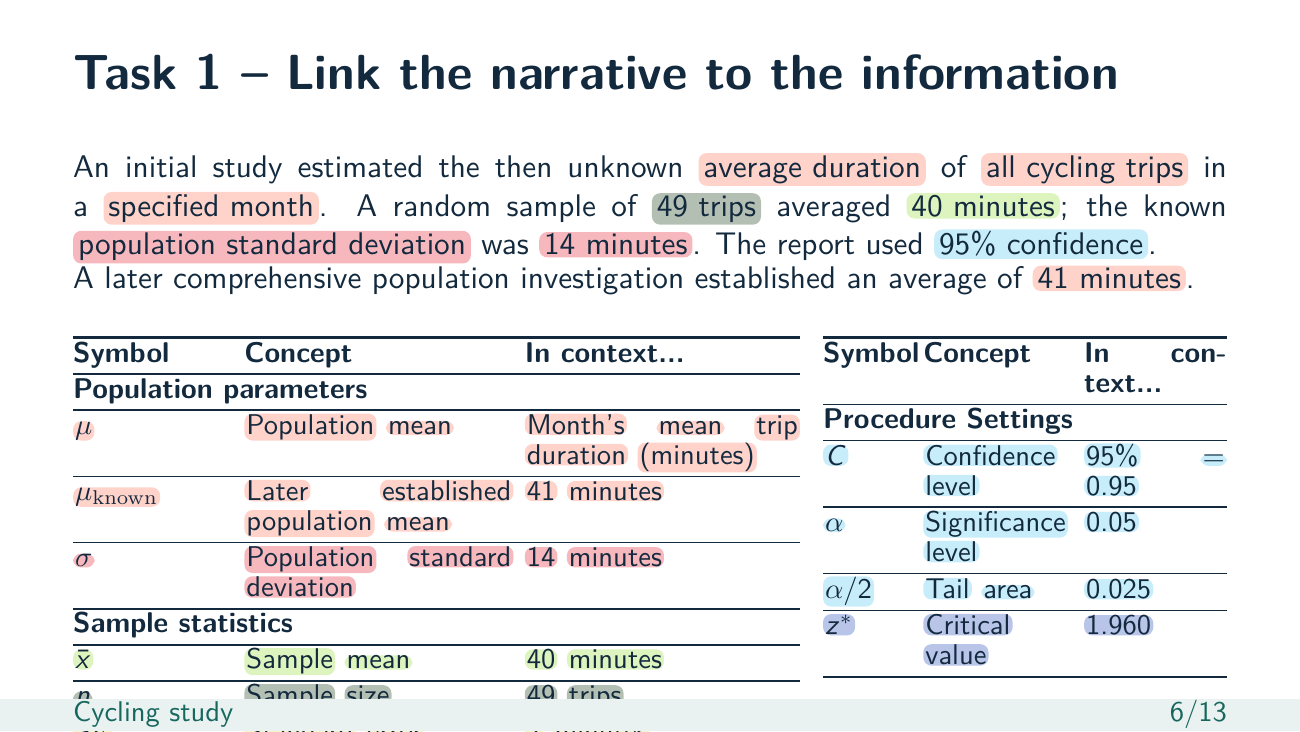 Task 1 – Link the narrative to the information
An initial study estimated the then unknown average duration of all cycling trips in
a specified month. A random sample of 49 trips averaged 40 minutes; the known
population standard deviation was 14 minutes. The report used 95% confidence.
A later comprehensive population investigation established an average of 41 minutes.
Symbol Concept In context...
Population parameters
μ Population mean Month's mean trip
duration (minutes)
μknown Later established 41 minutes
population mean
σ Population standard 14 minutes
deviation
Sample statistics
x̄ Sample mean 40 minutes
n Sample size 49 trips
Symbol Concept In con-
text...
Procedure Settings
C Confidence 95% =
level 0.95
α Significance 0.05
level
α/2 Tail area 0.025
z* Critical 1.960
value
Cycling study 6/13